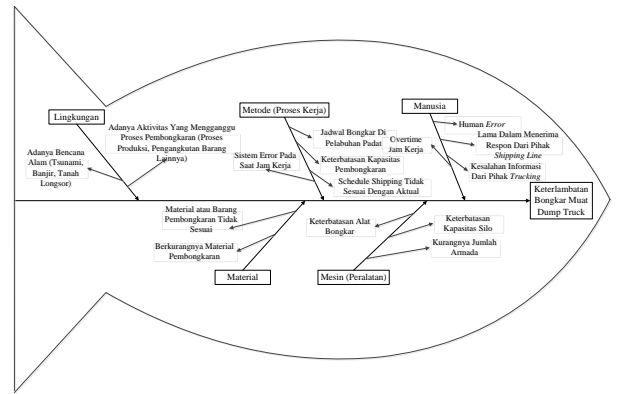 Lingkungan
Adanya Aktivitas Yang Mengganggu
Proses Pembongkaran (Proses
Produksi, Pengangkutan Barang
Lainnya)
Adanya Bencana
Alam (Tsunami,
Banjir, Tanah
Longsor)
Metode (Proses Kerja)
Jadwal Bongkar Di
Pelabuhan Padat
Keterbatasan Kapasitas
Pembongkaran
Sistem Error Pada
Saat Jam Kerja
Schedule Shipping Tidak
Sesuai Dengan Aktual
Manusia
Human Error
Lama Dalam Menerima
Respon Dari Pihak
Shipping Line
Overtime
Jam Kerja
Kesalahan Informasi
Dari Pihak Trucking
Keterlambatan
Bongkar Muat
Dump Truck
Material atau Barang
Pembongkaran Tidak
Sesuai
Berkurangnya Material
Pembongkaran
Material
Keterbatasan Alat
Bongkar
Keterbatasan
Kapasitas Silo
Kurangnya Jumlah
Armada
Mesin (Peralatan)